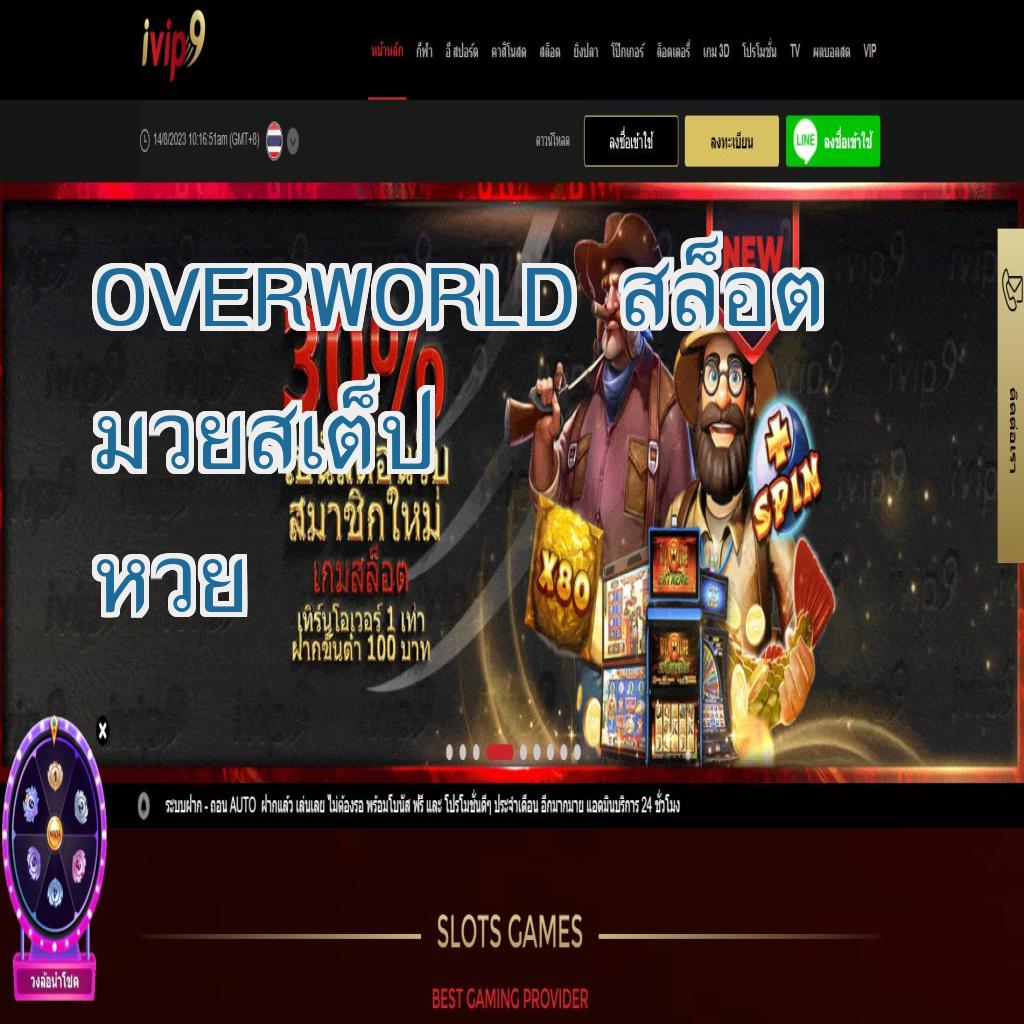 ivip9
หน้าหลัก กีฬา อี สปอร์ต คาสิโนสด สล็อต ยิงปลา โป๊กเกอร์ ล็อตเตอรี่ เกม 3D โปรโมชั่น TV ผลบอลสด VIP
14/8/2023 10:16:51am (GMT+8)
ดาวน์โหลด ลงชื่อเข้าใช้ ลงทะเบียน LINE ลงชื่อเข้าใช้
NEW
OVERWORLD สล็อต
30%
มวยสเต็ป
สมาชิกใหม่
เกมสล็อต
หวย
เทิร์นโอเวอร์ 1 เท่า
ฝากขั้นต่ำ 100 บาท
+
SPIN
X80
EXTREME
ติดต่อเรา
X
ระบบฝาก - ถอน AUTO ฝากแล้ว เล่นเลย ไม่ต้องรอ พร้อมโบนัส ฟรี และ โปรโมชั่นดีๆ ประจำเดือน อีกมากมาย แอดมินบริการ 24 ชั่วโมง
วงล้อนำโชค
SLOTS GAMES
BEST GAMING PROVIDER